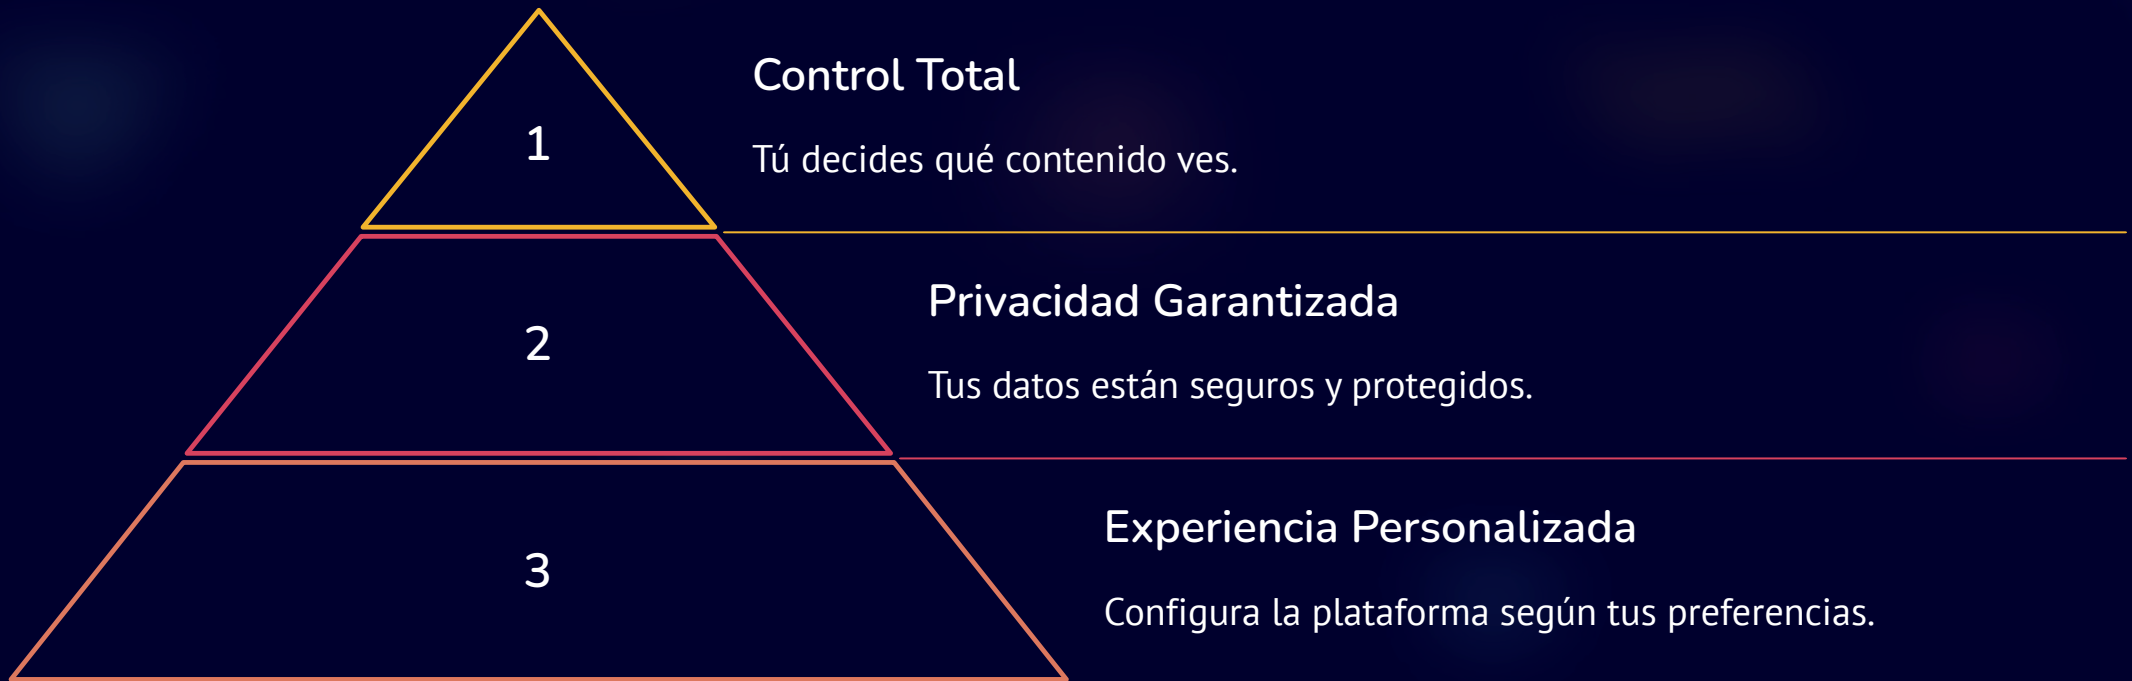 1
Control Total
Tú decides qué contenido ves.
2
Privacidad Garantizada
Tus datos están seguros y protegidos.
3
Experiencia Personalizada
Configura la plataforma según tus preferencias.